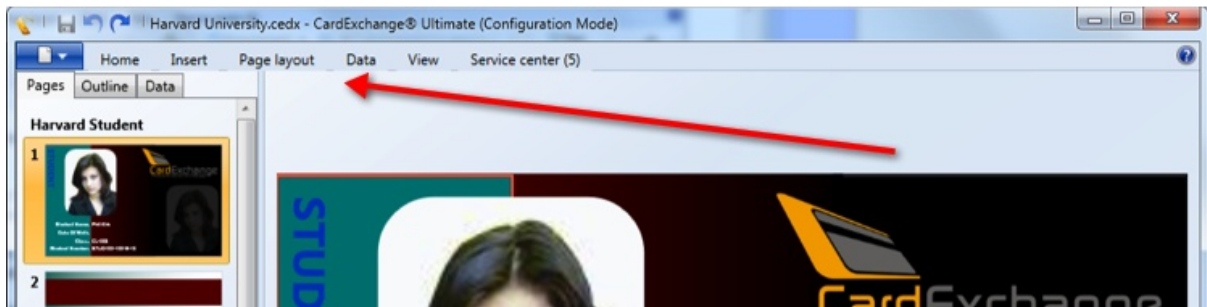 Harvard University.cedx - CardExchange® Ultimate (Configuration Mode)
Home Insert Page layout Data View Service center (5)
Pages Outline Data
Harvard Student
1
CardExchange
2
STUD
CardExchange